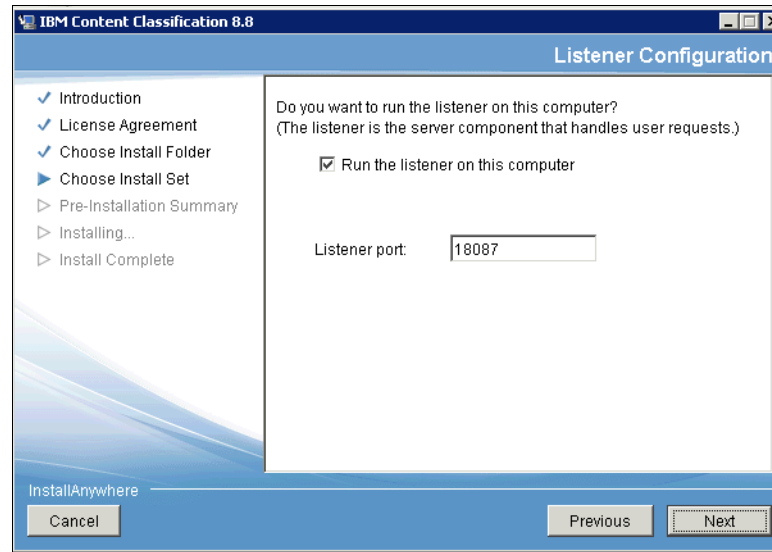 IBM Content Classification 8.8
Listener Configuration
Introduction
License Agreement
Choose Install Folder
Choose Install Set
Pre-Installation Summary
Installing...
Install Complete
Do you want to run the listener on this computer?
(The listener is the server component that handles user requests.)
Run the listener on this computer
Listener port:
18087
InstallAnywhere
Cancel
Previous
Next